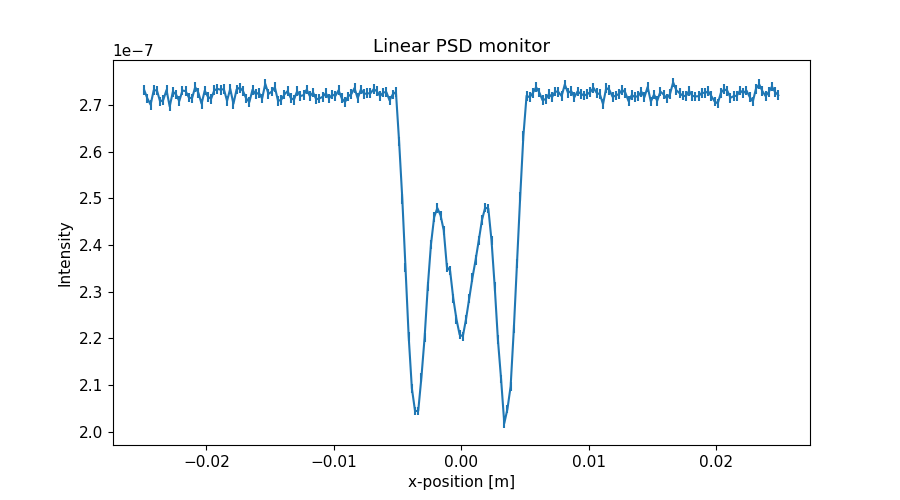 Linear PSD monitor
1e−7
2.7
2.6
2.5
2.4
2.3
2.2
2.1
2.0
Intensity
−0.02 −0.01 0.00 0.01 0.02
x-position [m]